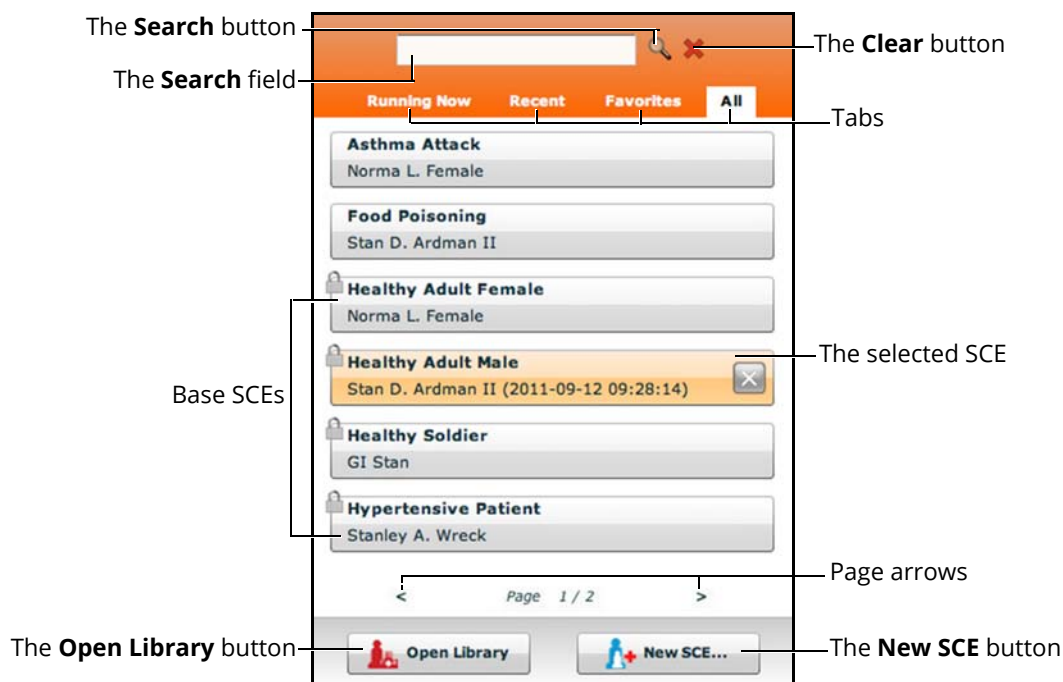 The Search button
The Clear button
The Search field
Running Now
Recent
Favorites
All
Tabs
Asthma Attack
Norma L. Female
Food Poisoning
Stan D. Ardman II
Healthy Adult Female
Norma L. Female
Healthy Adult Male
Stan D. Ardman II (2011-09-12 09:28:14)
The selected SCE
Base SCEs
Healthy Soldier
GI Stan
Hypertensive Patient
Stanley A. Wreck
Page arrows
< Page 1 / 2 >
The Open Library button
Open Library
New SCE...
The New SCE button